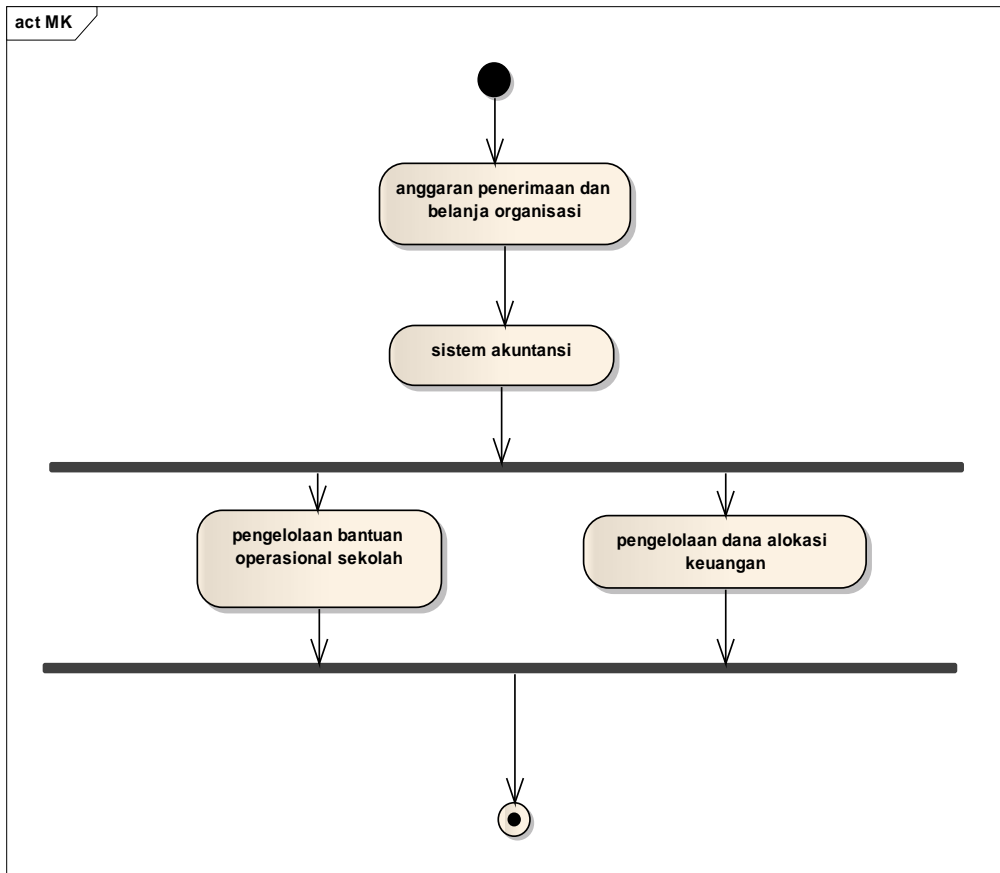 act MK
anggaran penerimaan dan
belanja organisasi
sistem akuntansi
pengelolaan bantuan
operasional sekolah
pengelolaan dana alokasi
keuangan